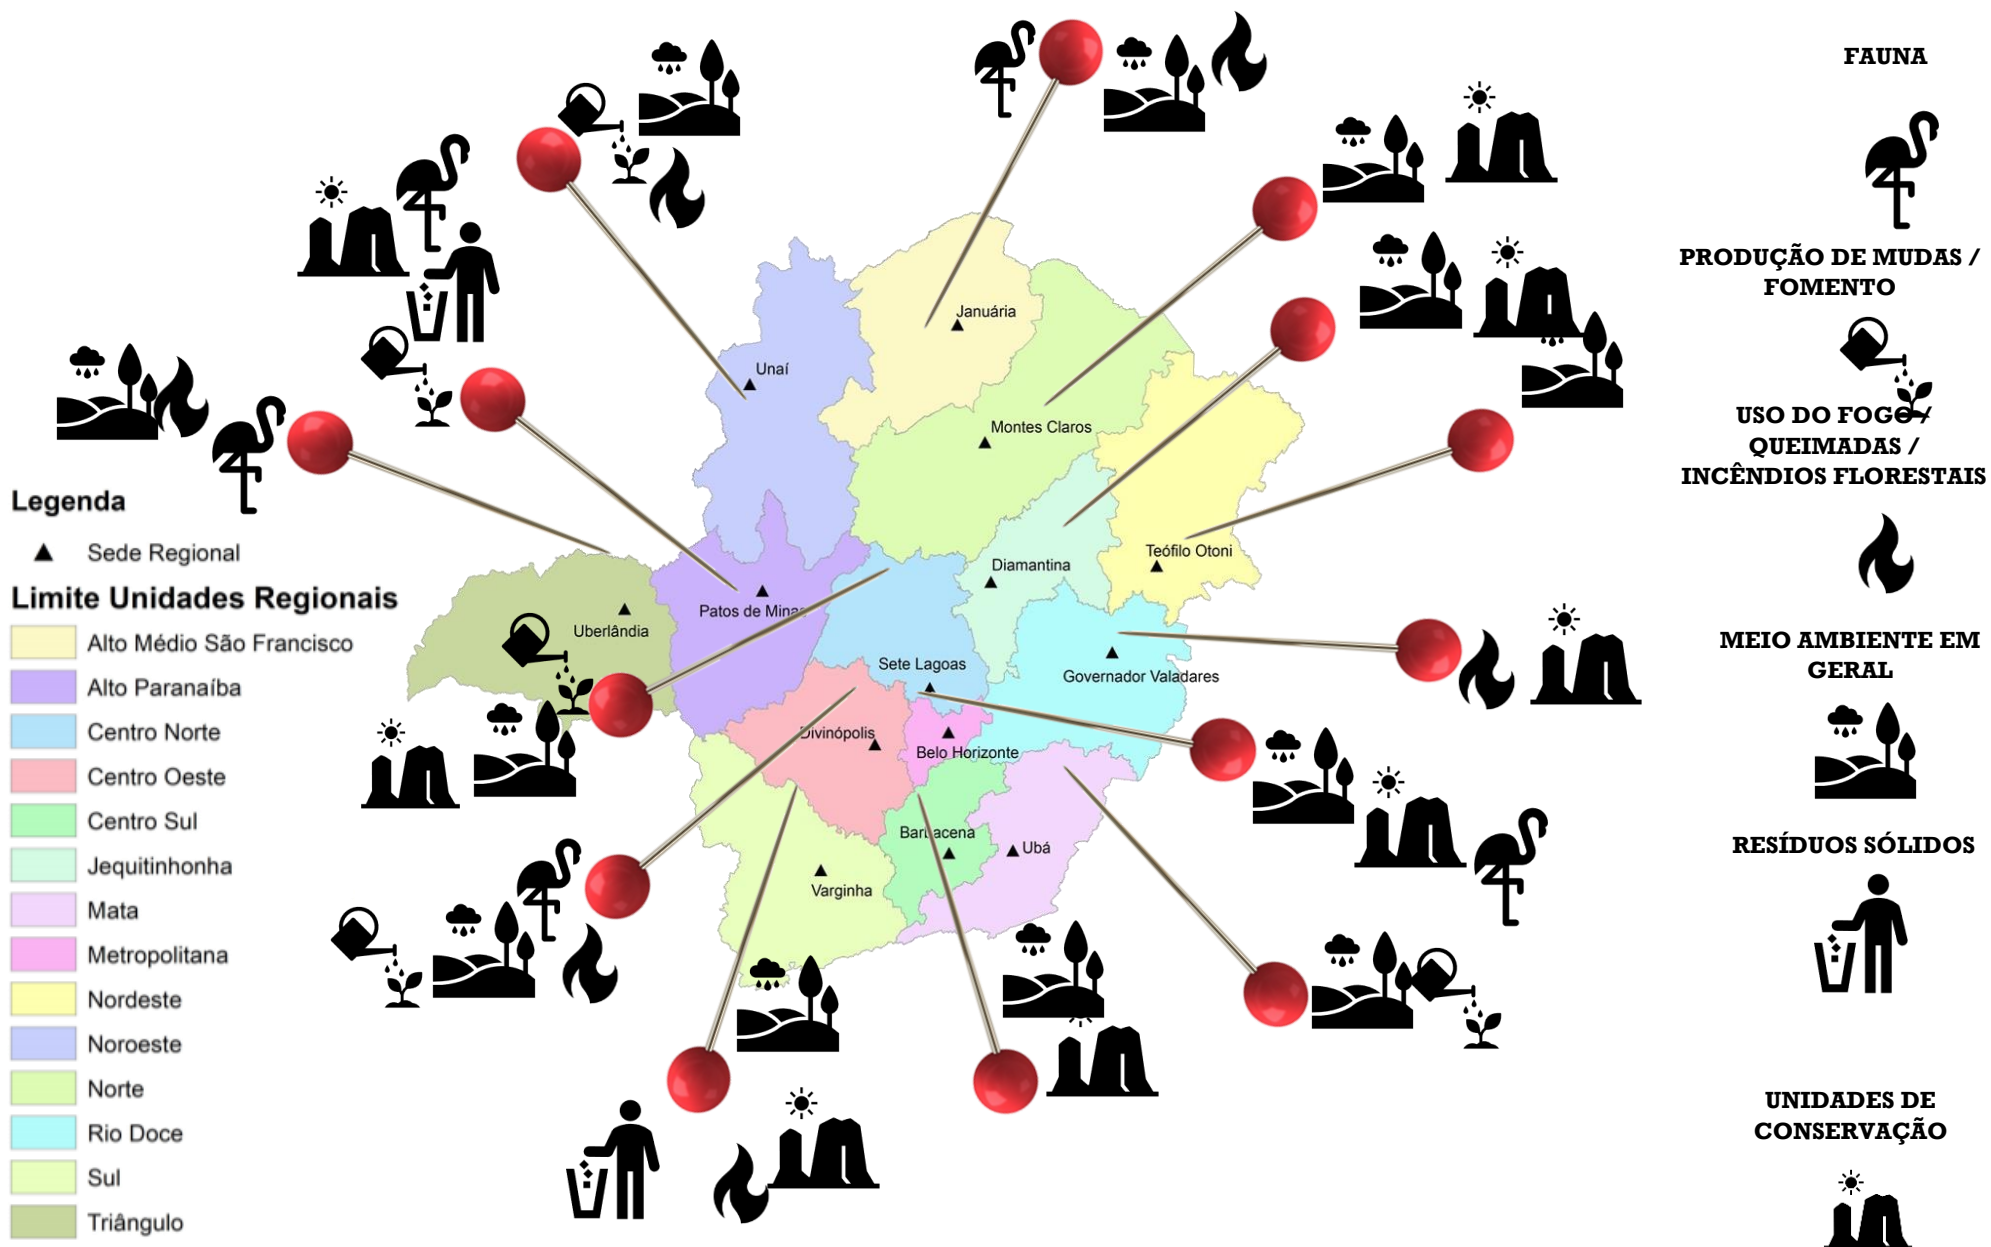 Legenda
Sede Regional
Limite Unidades Regionais
Alto Médio São Francisco
Alto Paranaíba
Centro Norte
Centro Oeste
Centro Sul
Jequitinhonha
Mata
Metropolitana
Nordeste
Noroeste
Norte
Rio Doce
Sul
Triângulo
Januária
Unaí
Montes Claros
Teófilo Otoni
Diamantina
Patos de Minas
Uberlândia
Sete Lagoas
Governador Valadares
Divinópolis
Belo Horizonte
Barbacena
Ubá
Varginha
FAUNA
PRODUÇÃO DE MUDAS /
FOMENTO
USO DO FOGO /
QUEIMADAS /
INCÊNDIOS FLORESTAIS
MEIO AMBIENTE EM
GERAL
RESÍDUOS SÓLIDOS
UNIDADES DE
CONSERVAÇÃO